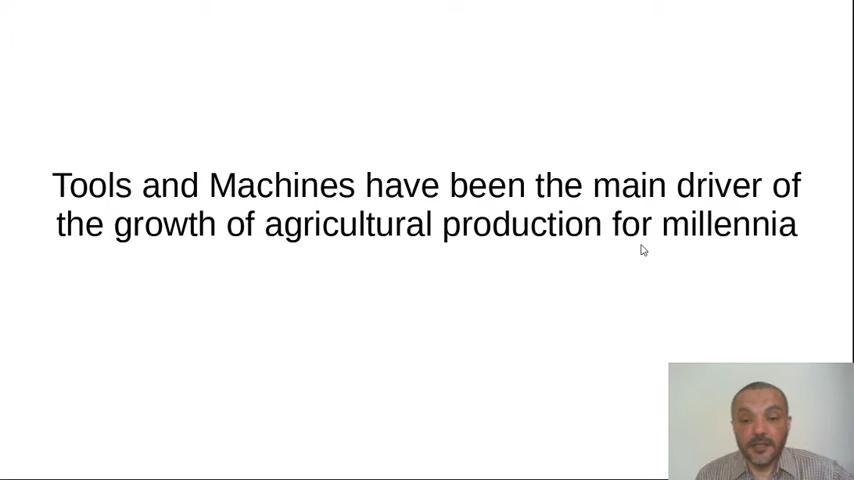 Tools and Machines have been the main driver of
the growth of agricultural production for millennia